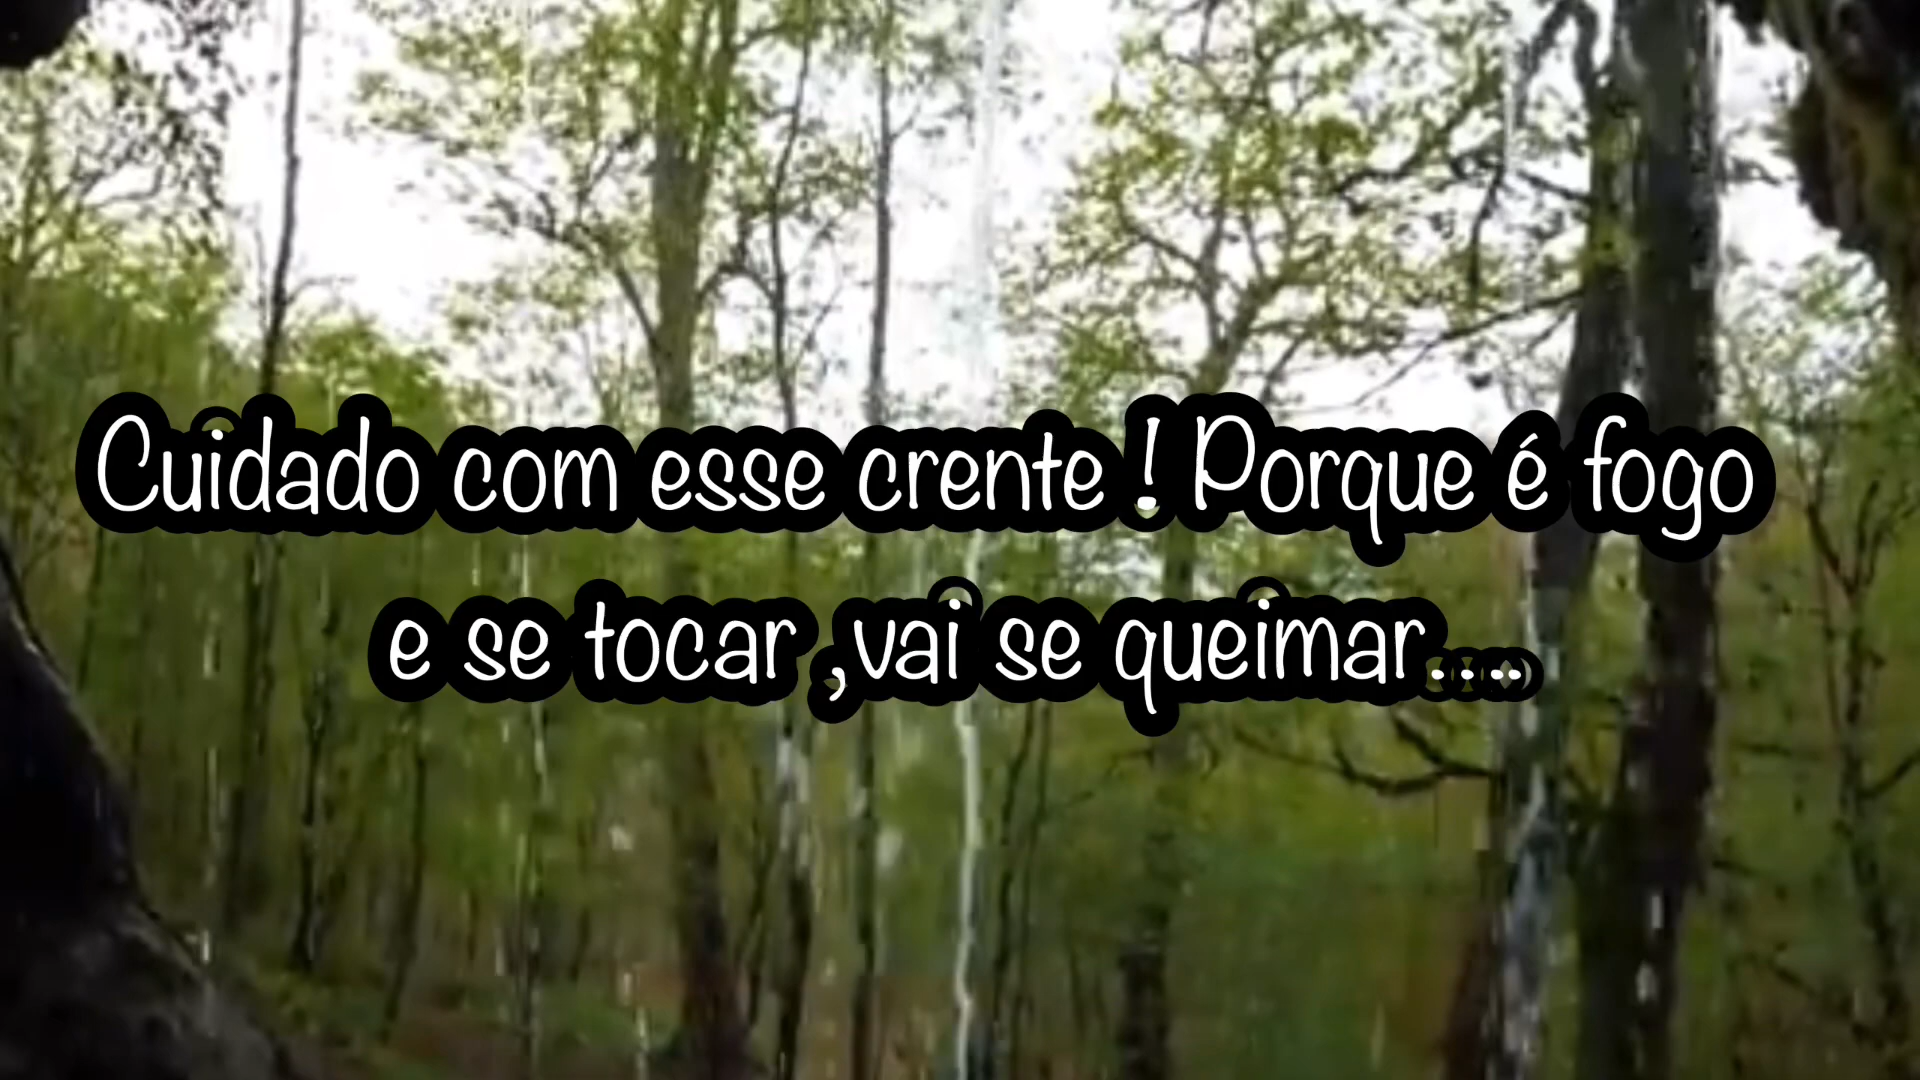 Cuidado com esse crente ! Porque é fogo
e se tocar ,vai se queimar....